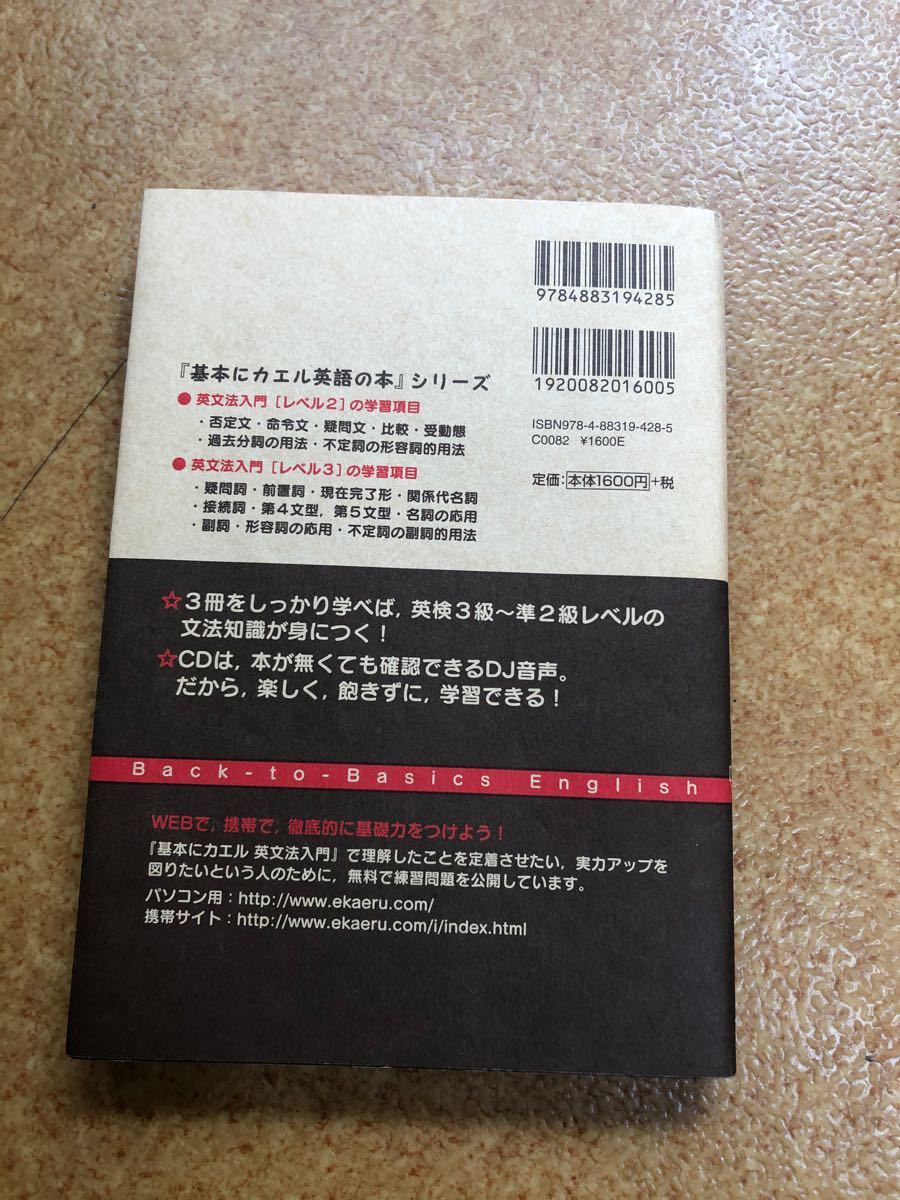 9784883194285
1920082016005
『基本にカエル英語の本』シリーズ
● 英文法入門［レベル２］の学習項目
・否定文・命令文・疑問文・比較・受動態
・過去分詞の用法・不定詞の形容詞的用法
● 英文法入門［レベル３］の学習項目
・疑問詞・前置詞・現在完了形・関係代名詞
・接続詞・第４文型，第５文型・名詞の応用
・副詞・形容詞の応用・不定詞の副詞的用法
ISBN978-4-88319-428-5
C0082 ¥1600E
定価：本体1600円+税
☆３冊をしっかり学べば，英検３級〜準２級レベルの
文法知識が身につく！
☆CDは，本が無くても確認できるDJ音声。
だから，楽しく，飽きずに，学習できる！
Back-to-Basics English
WEBで，携帯で，徹底的に基礎力をつけよう！
『基本にカエル 英文法入門』で理解したことを定着させたい，実力アップを
図りたいという人のために，無料で練習問題を公開しています。
パソコン用：http://www.ekaeru.com/
携帯サイト：http://www.ekaeru.com/i/index.html